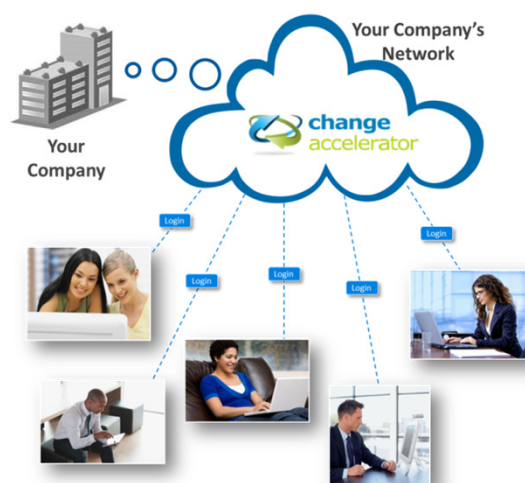 Your Company's
Network
change
accelerator
Your
Company
Login
Login
Login
Login
Login